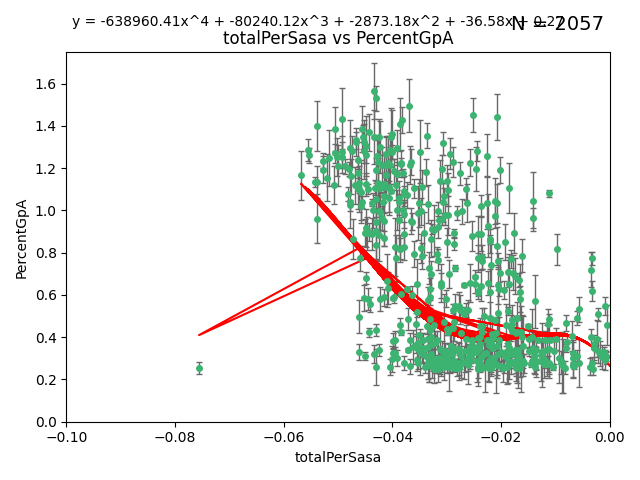 y = -638960.41x^4 + -80240.12x^3 + -2873.18x^2 + -36.58x + 0.27
N = 2057
totalPerSasa vs PercentGpA
PercentGpA
1.6
1.4
1.2
1.0
0.8
0.6
0.4
0.2
0.0
−0.10 −0.08 −0.06 −0.04 −0.02 0.00
totalPerSasa